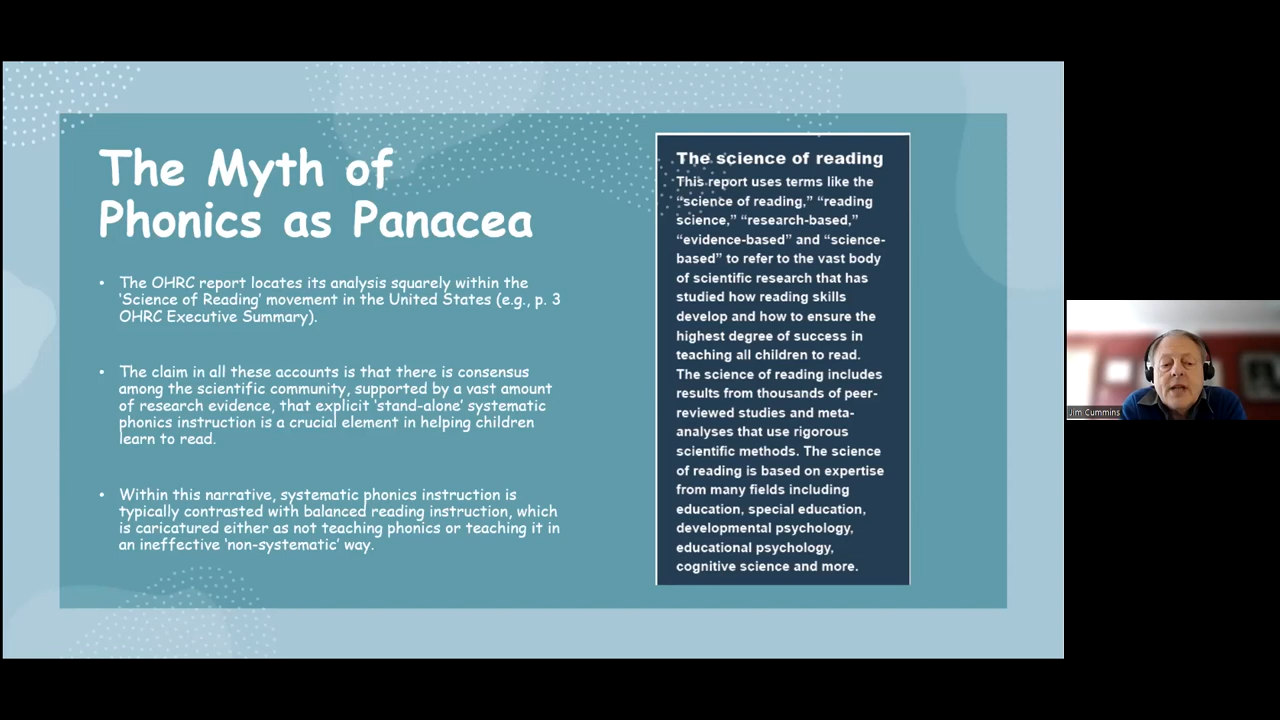 The Myth of
Phonics as Panacea
• The OHRC report locates its analysis squarely within the
‘Science of Reading’ movement in the United States (e.g., p. 3
OHRC Executive Summary).
• The claim in all these accounts is that there is consensus
among the scientific community, supported by a vast amount
of research evidence, that explicit ‘stand-alone’ systematic
phonics instruction is a crucial element in helping children
learn to read.
• Within this narrative, systematic phonics instruction is
typically contrasted with balanced reading instruction, which
is caricatured either as not teaching phonics or teaching it in
an ineffective ‘non-systematic’ way.
The science of reading
This report uses terms like the
“science of reading,” “reading
science,” “research-based,”
“evidence-based” and “science-
based” to refer to the vast body
of scientific research that has
studied how reading skills
develop and how to ensure the
highest degree of success in
teaching all children to read.
The science of reading includes
results from thousands of peer-
reviewed studies and meta-
analyses that use rigorous
scientific methods. The science
of reading is based on expertise
from many fields including
education, special education,
developmental psychology,
educational psychology,
cognitive science and more.
Jim Cummins